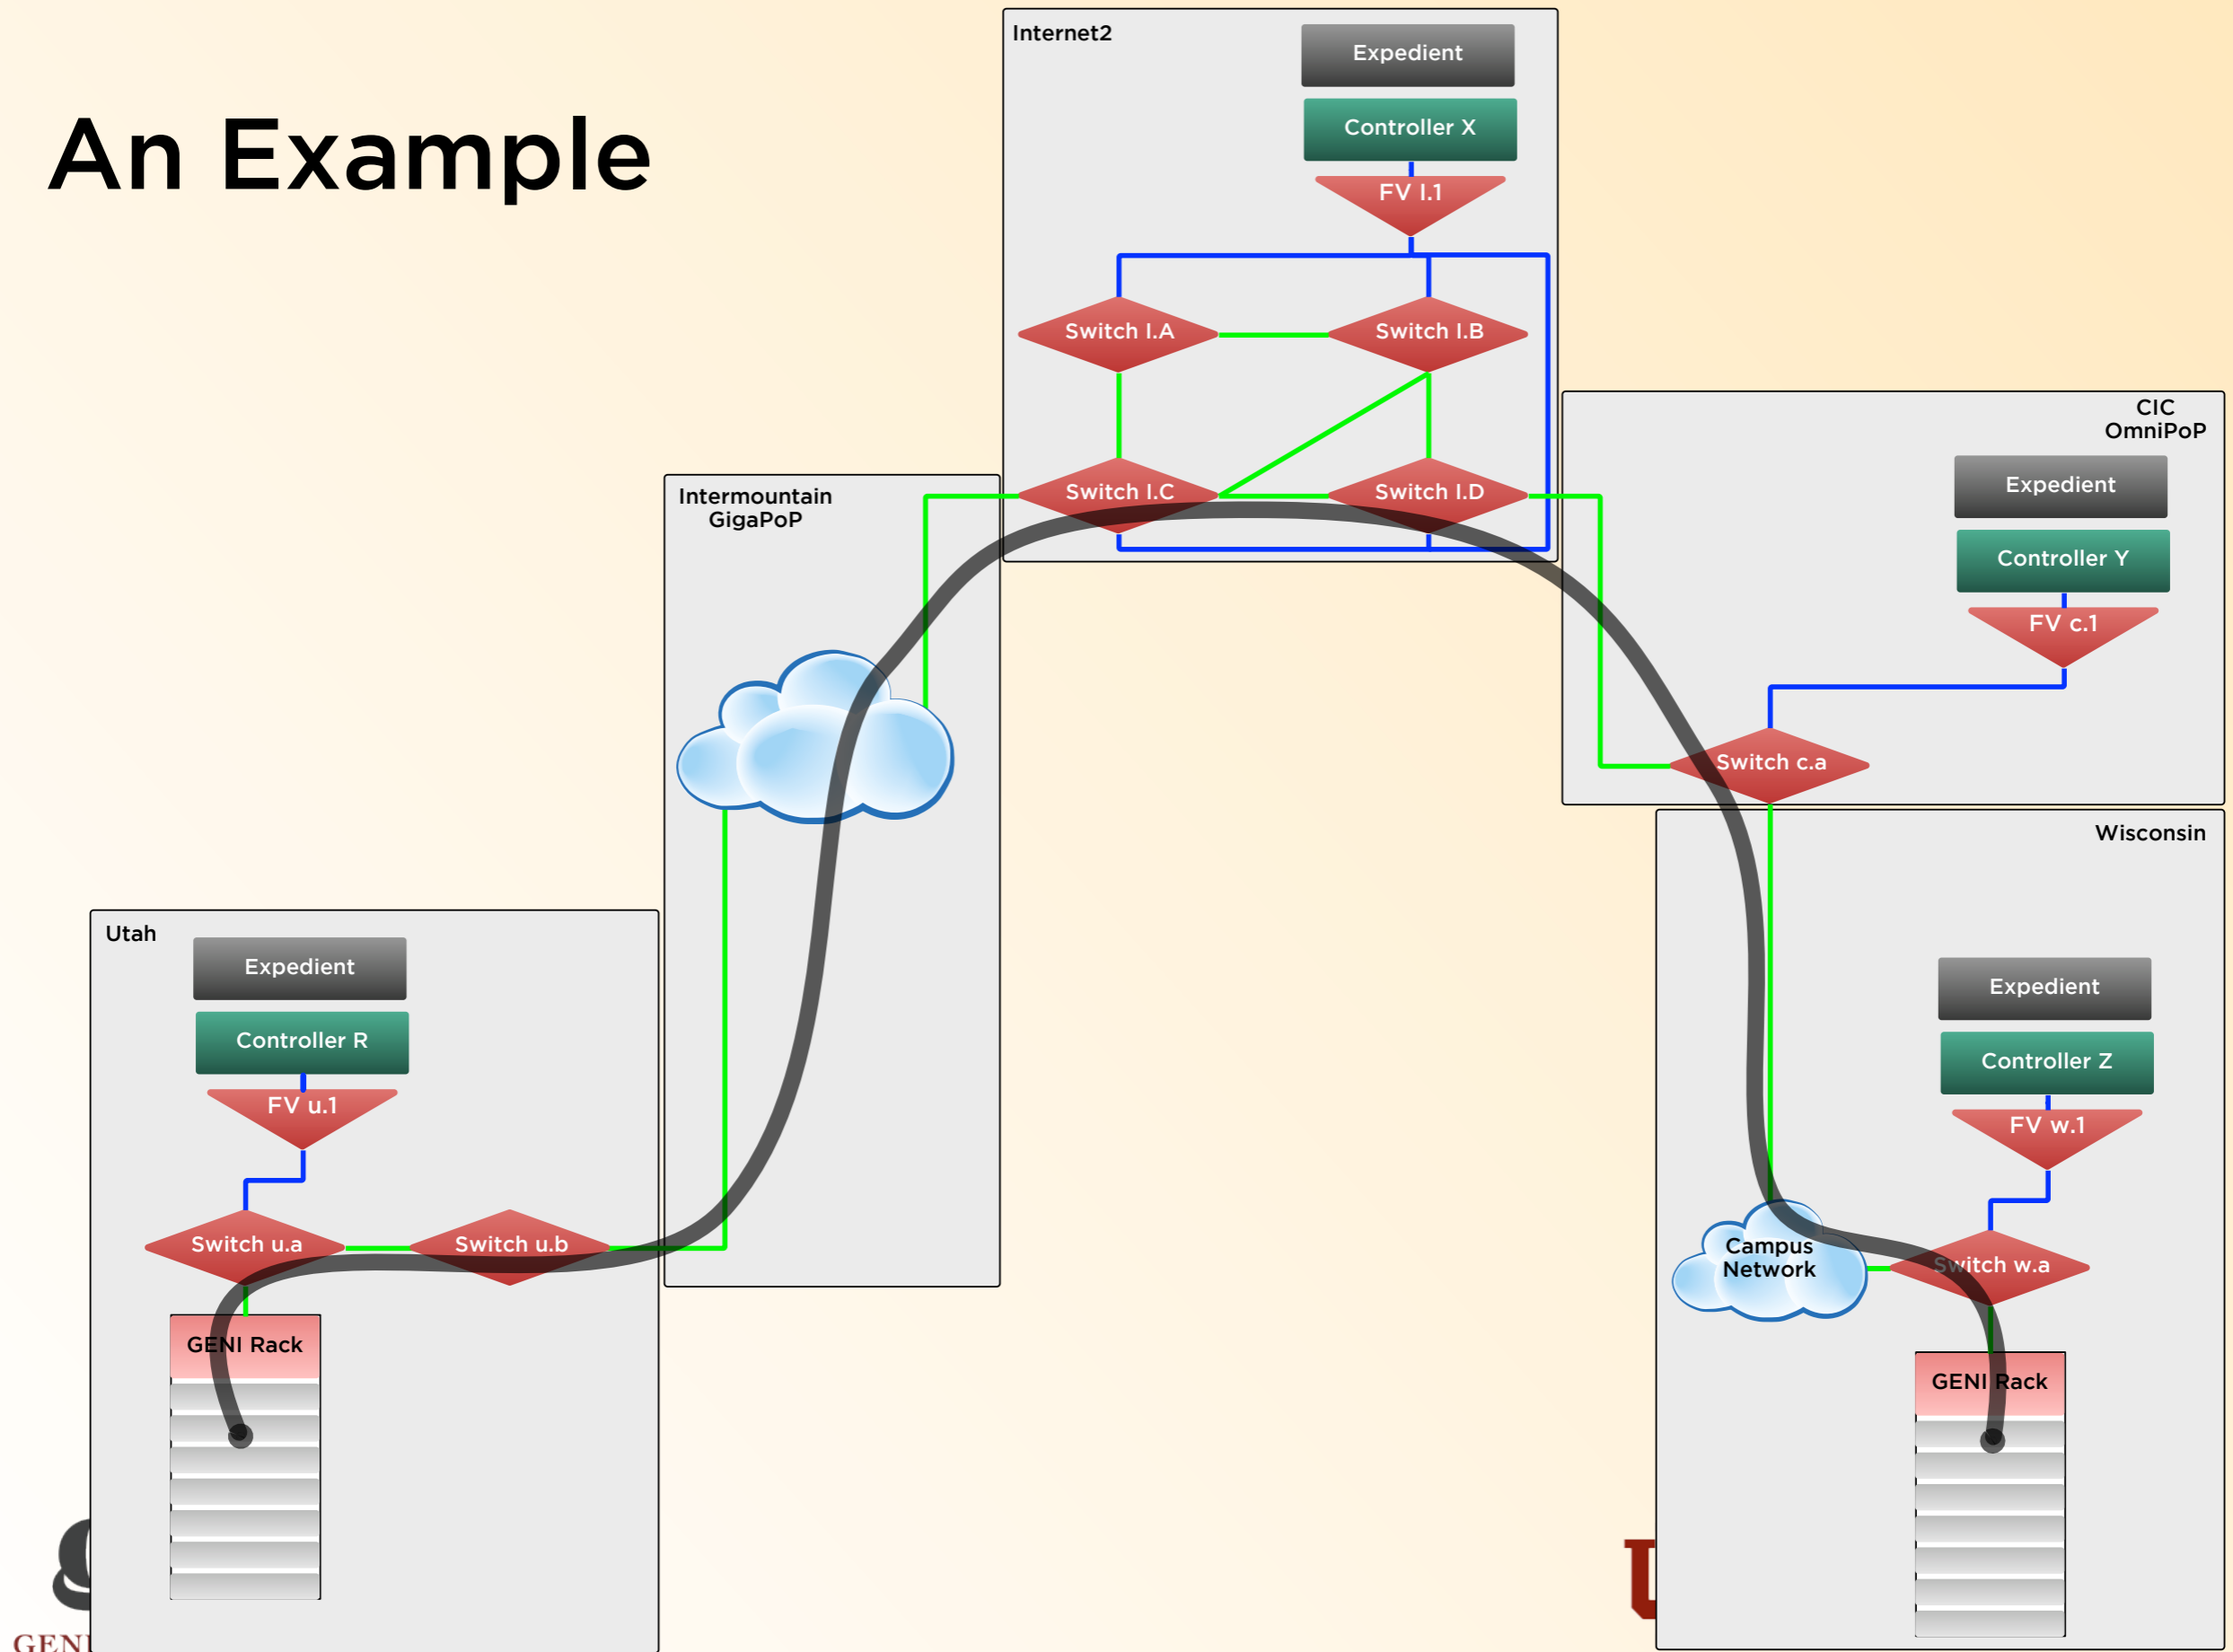 An Example
Internet2
Expedient
Controller X
FV I.1
Switch I.A
Switch I.B
Switch I.C
Switch I.D
CIC
OmniPoP
Expedient
Controller Y
FV c.1
Switch c.a
Intermountain
GigaPoP
Wisconsin
Expedient
Controller Z
FV w.1
Campus
Network
Switch w.a
GENI Rack
Utah
Expedient
Controller R
FV u.1
Switch u.a
Switch u.b
GENI Rack
GENI